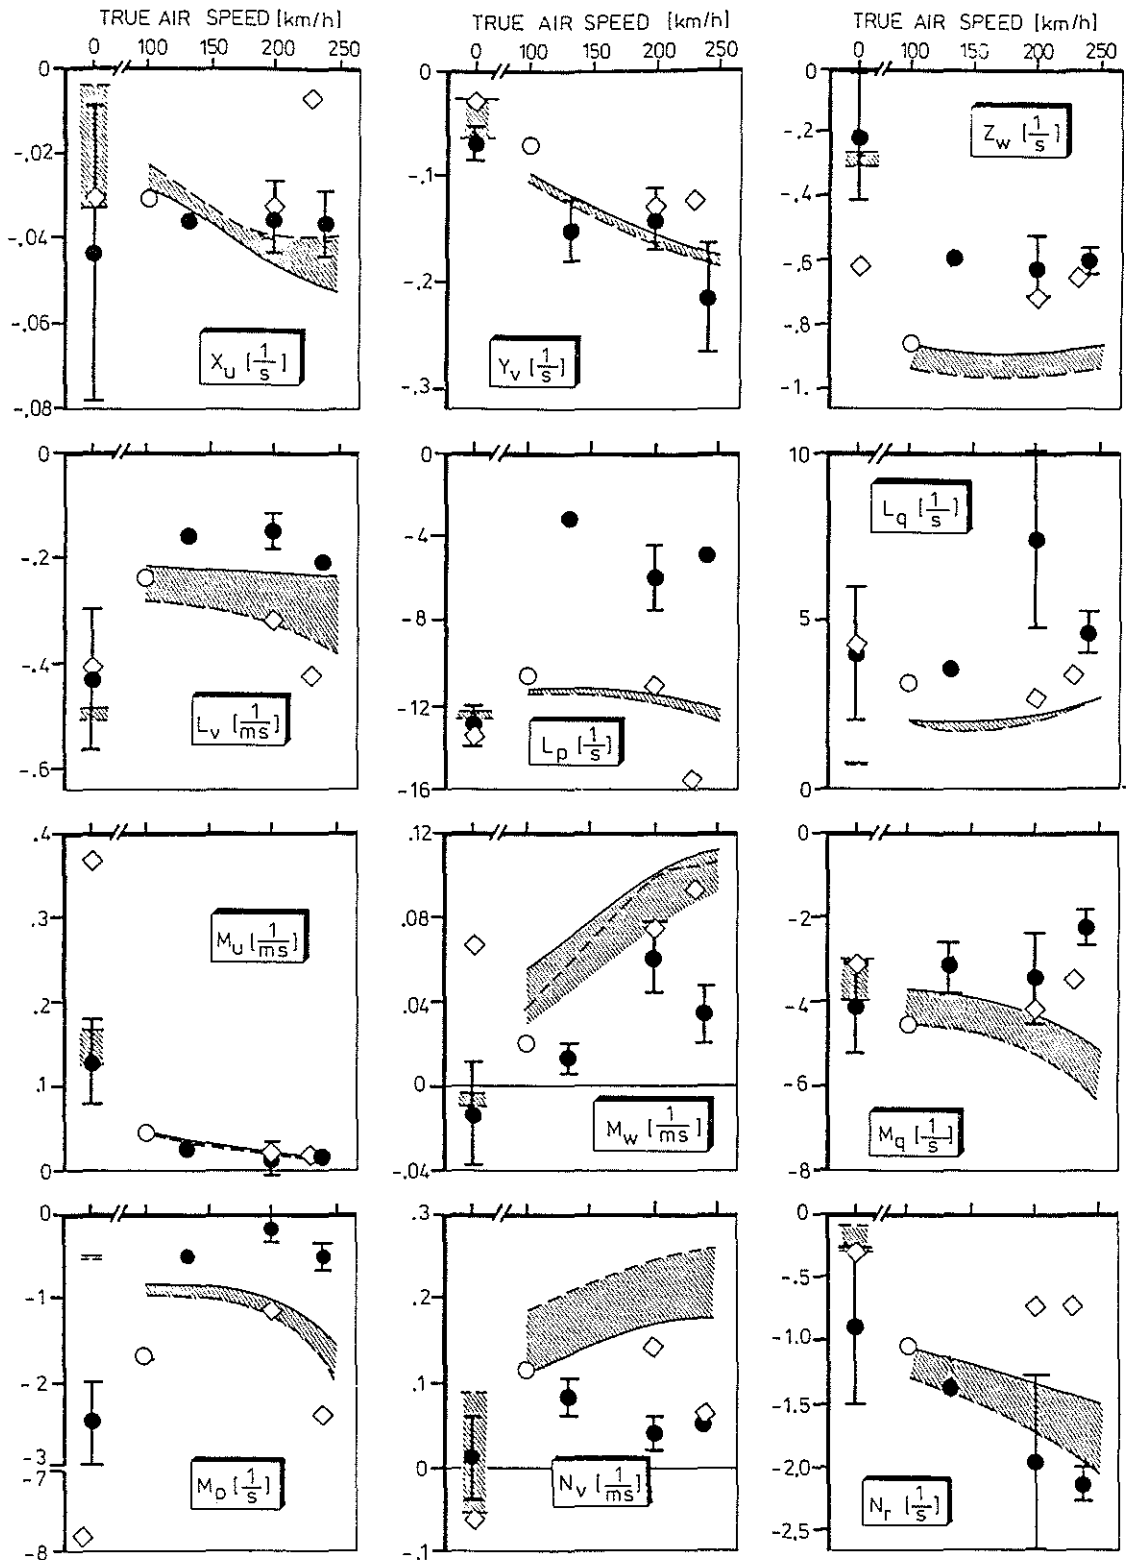 TRUE AIR SPEED [km/h] TRUE AIR SPEED [km/h] TRUE AIR SPEED [km/h]
0 100 150 200 250 0 100 200 250 0 100 150 200 250
0 0 0
-.02 -.1 -.2
-.04 -.2 -.4
-.06 -.3 -.6
-.08 -.8
-1.
X_u [1/s] Y_v [1/s] Z_w [1/s]
0 0 10
-.2 -4 5
-.4 -8 0
-.6 -12
-16
L_v [1/ms] L_p [1/s] L_q [1/s]
.4 0.12 0
.3 0.08 -2
.2 0.04 -4
.1 0 -6
0 -.04 -8
M_u [1/ms] M_w [1/ms] M_q [1/s]
0 .3 0
-1 0.2 -.5
-2 0.1 -1.0
-3 0 -1.5
-7 .1 -2.0
-8 -2.5
M_p [1/s] N_v [1/ms] N_r [1/s]